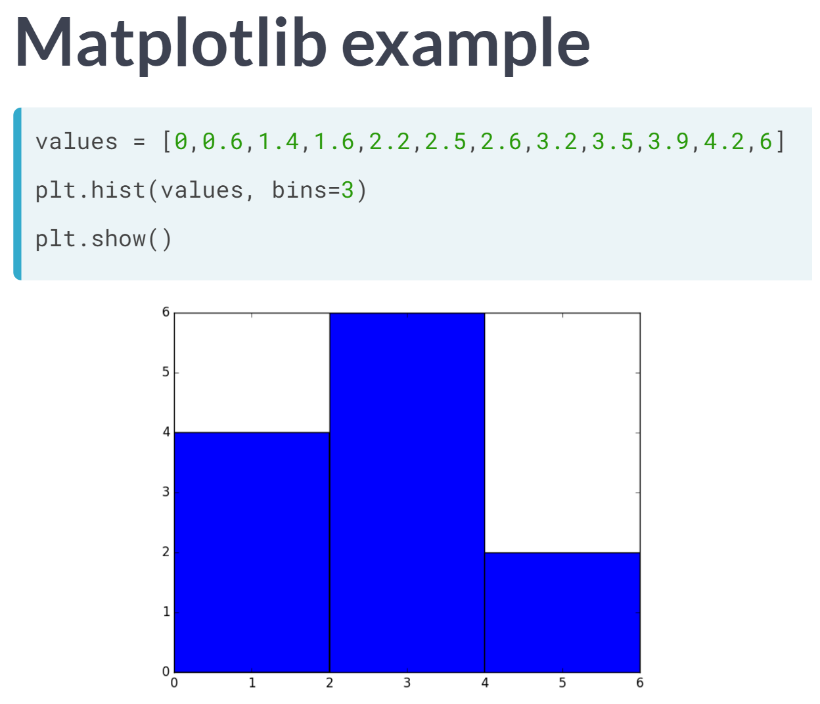 Matplotlib example
values = [0,0.6,1.4,1.6,2.2,2.5,2.6,3.2,3.5,3.9,4.2,6]
plt.hist(values, bins=3)
plt.show()
6
5
4
3
2
1
0
0 1 2 3 4 5 6